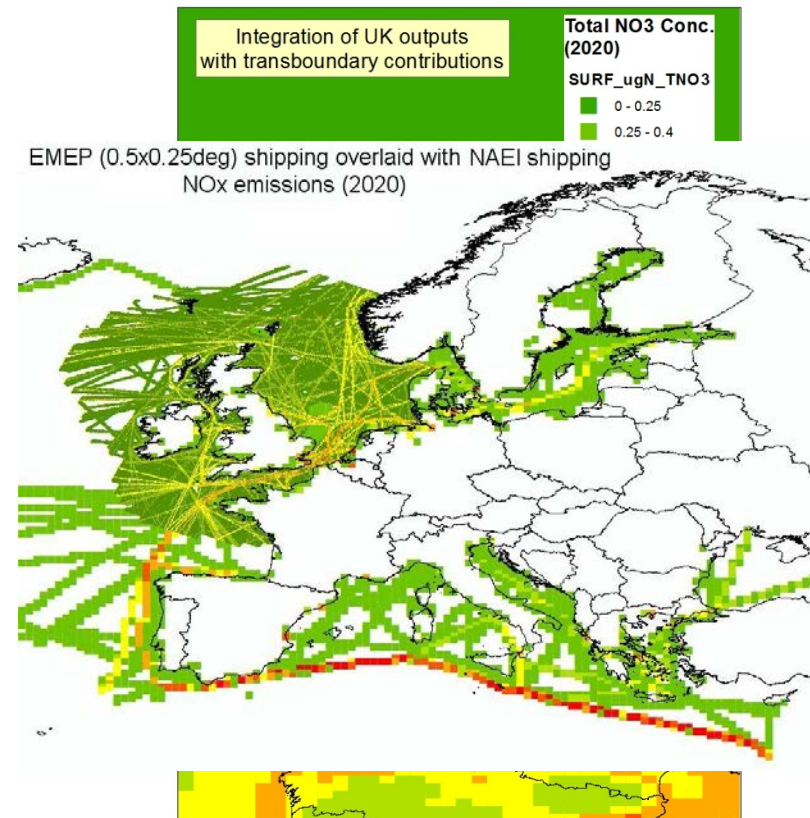 Integration of UK outputs
with transboundary contributions
Total NO3 Conc.
(2020)
SURF_ugN_TNO3
0 - 0.25
0.25 - 0.4
EMEP (0.5x0.25deg) shipping overlaid with NAEI shipping
NOx emissions (2020)